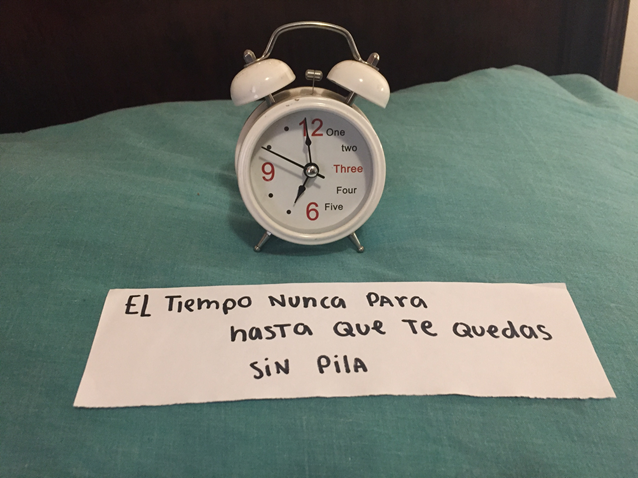 12 One
two
9 Three
Four
6 Five
EL Tiempo Nunca PARA
hasTa Que Te Quedas
SiN PilA